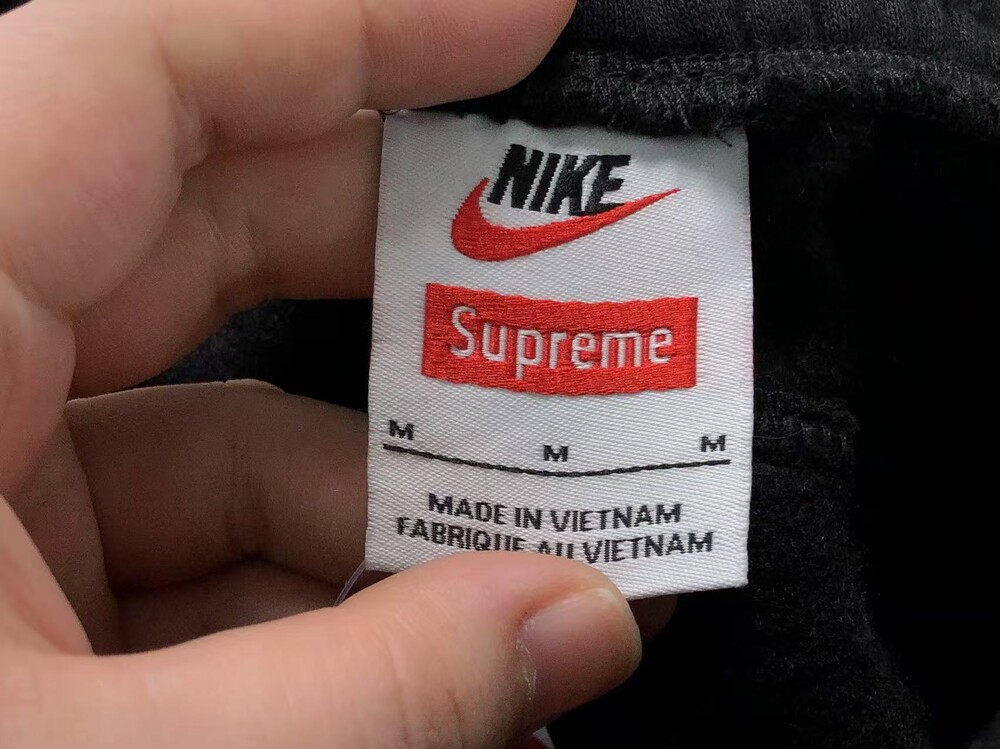 NIKE
Supreme
M M M
MADE IN VIETNAM
FABRIQUE AU VIETNAM